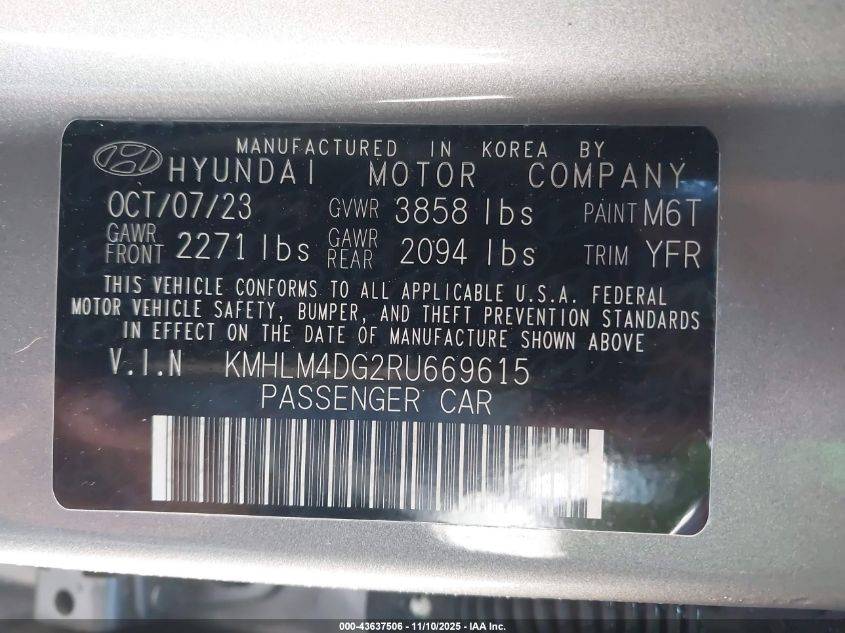 MANUFACTURED IN KOREA BY
HYUNDAI MOTOR COMPANY
OCT/07/23 GVWR 3858 lbs PAINT M6T
GAWR FRONT 2271 lbs GAWR REAR 2094 lbs TRIM YFR
THIS VEHICLE CONFORMS TO ALL APPLICABLE U.S.A. FEDERAL
MOTOR VEHICLE SAFETY, BUMPER, AND THEFT PREVENTION STANDARDS
IN EFFECT ON THE DATE OF MANUFACTURE SHOWN ABOVE
V.I.N KMHLM4DG2RU669615
PASSENGER CAR
000-43637506 - 11/10/2025 - IAA Inc.